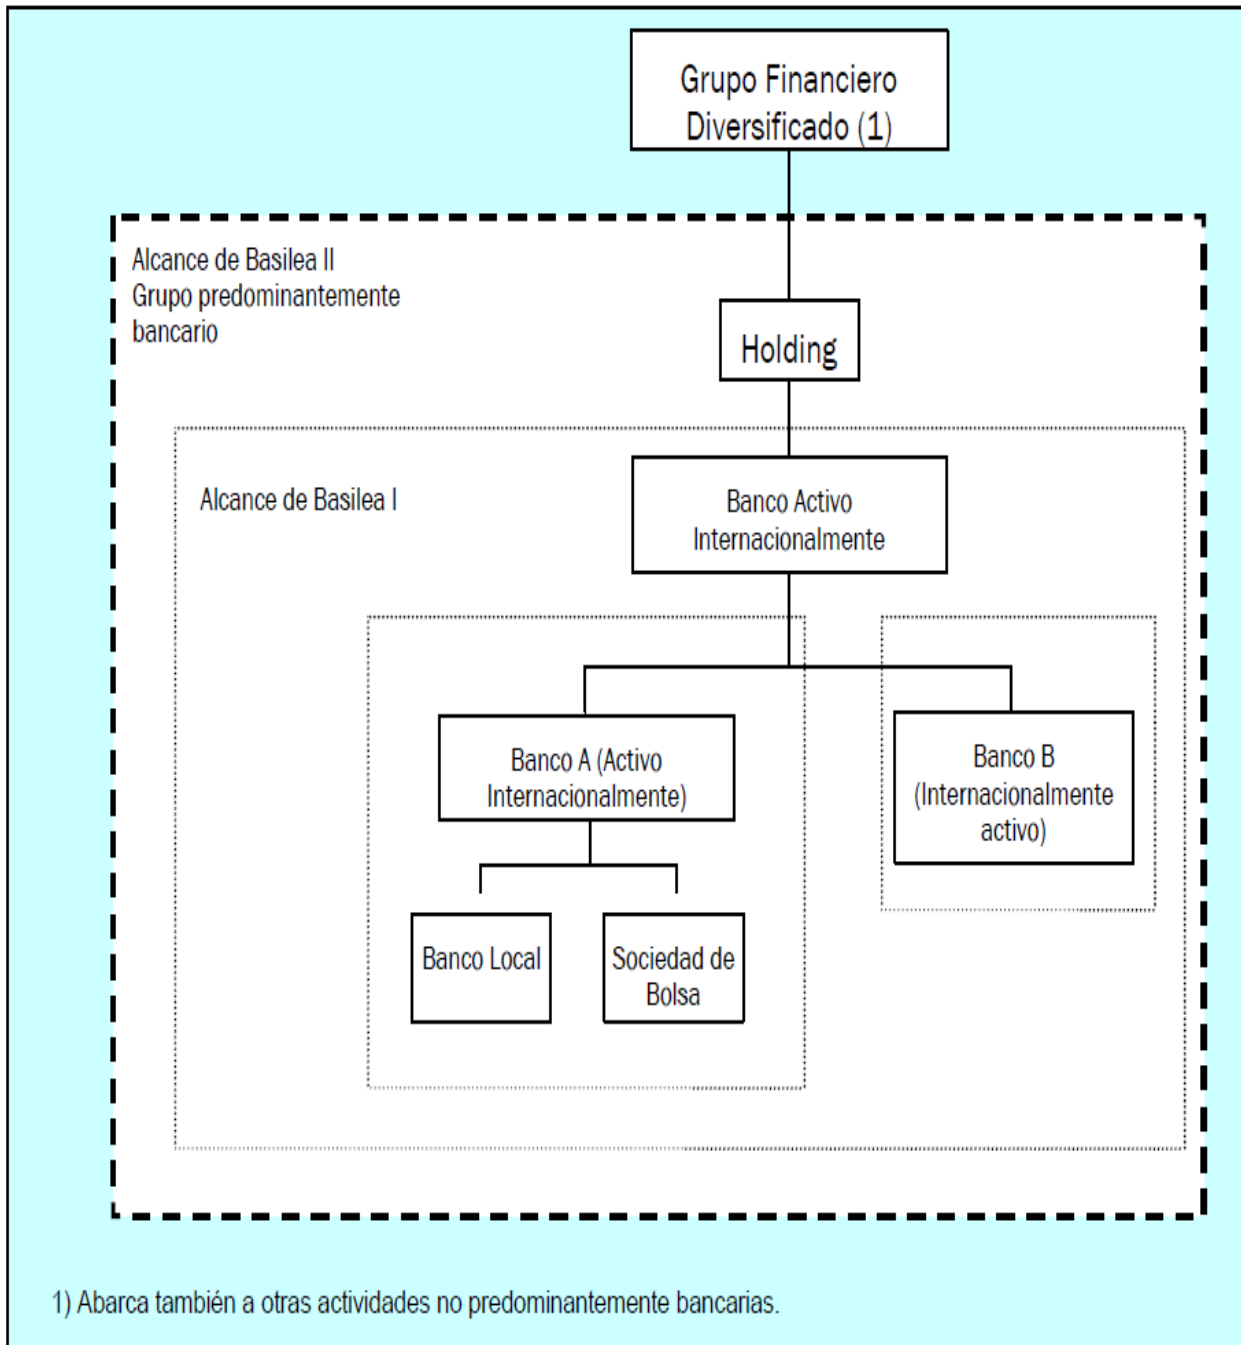 Grupo Financiero
Diversificado (1)
Alcance de Basilea II
Grupo predominantemente
bancario
Holding
Alcance de Basilea I
Banco Activo
Internacionalmente
Banco A (Activo
Internacionalmente)
Banco B
(Internacionalmente
activo)
Banco Local
Sociedad de
Bolsa
1) Abarca también a otras actividades no predominantemente bancarias.